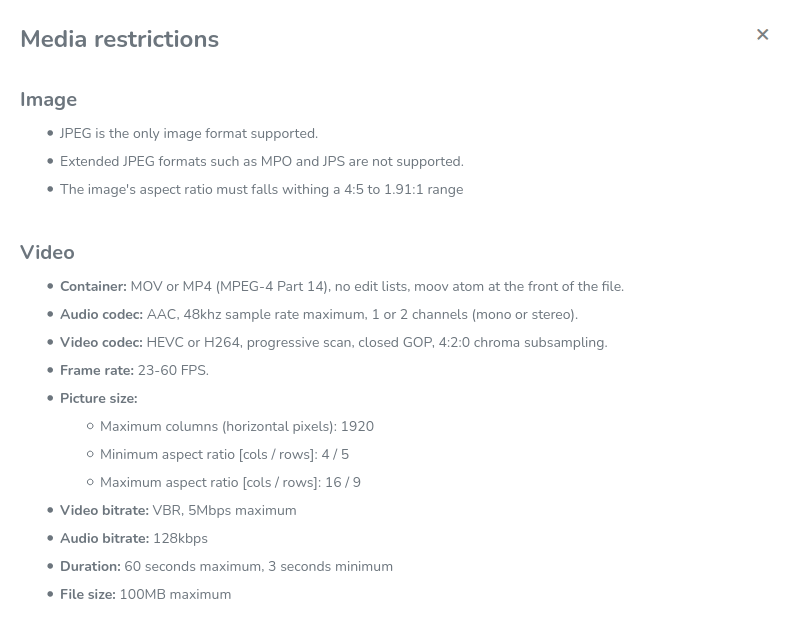 Media restrictions
Image
JPEG is the only image format supported.
Extended JPEG formats such as MPO and JPS are not supported.
The image's aspect ratio must falls withing a 4:5 to 1.91:1 range
Video
Container: MOV or MP4 (MPEG-4 Part 14), no edit lists, moov atom at the front of the file.
Audio codec: AAC, 48khz sample rate maximum, 1 or 2 channels (mono or stereo).
Video codec: HEVC or H264, progressive scan, closed GOP, 4:2:0 chroma subsampling.
Frame rate: 23-60 FPS.
Picture size:
Maximum columns (horizontal pixels): 1920
Minimum aspect ratio [cols / rows]: 4 / 5
Maximum aspect ratio [cols / rows]: 16 / 9
Video bitrate: VBR, 5Mbps maximum
Audio bitrate: 128kbps
Duration: 60 seconds maximum, 3 seconds minimum
File size: 100MB maximum